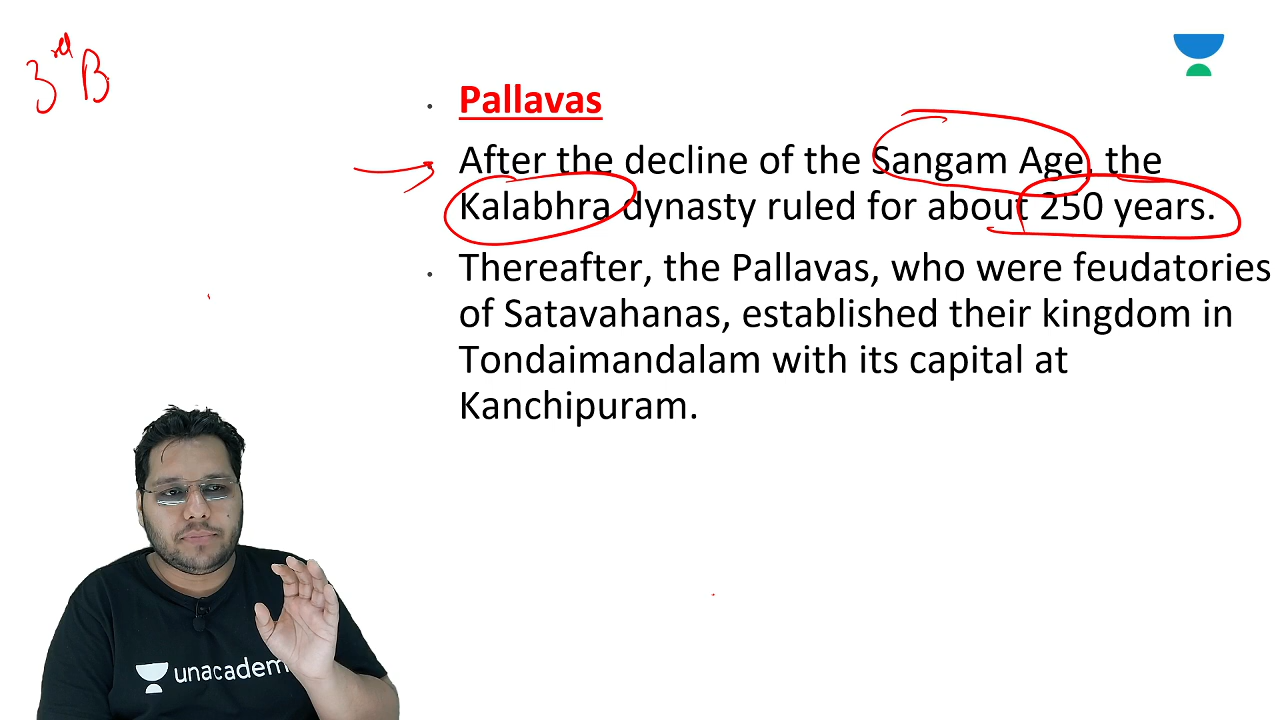 3rd B
Pallavas
After the decline of the Sangam Age, the
Kalabhra dynasty ruled for about 250 years.
Thereafter, the Pallavas, who were feudatories
of Satavahanas, established their kingdom in
Tondaimandalam with its capital at
Kanchipuram.
unacadem